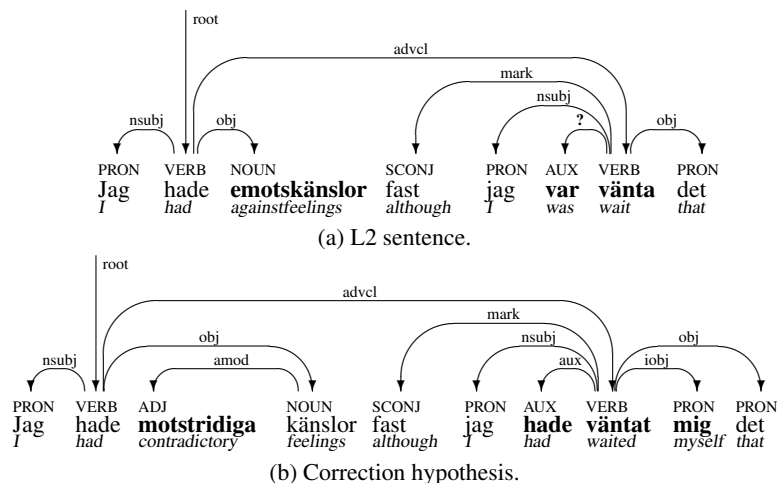 root
advcl
mark
nsubj
nsubj obj ? obj
PRON VERB NOUN SCONJ PRON AUX VERB PRON
Jag hade emotskänslor fast jag var vänta det
I had againstfeelings although I was wait that
(a) L2 sentence.
root
advcl
mark
obj nsubj obj
nsubj amod aux iobj
PRON VERB ADJ NOUN SCONJ PRON AUX VERB PRON PRON
Jag hade motstridiga känslor fast jag hade väntat mig det
I had contradictory feelings although I had waited myself that
(b) Correction hypothesis.